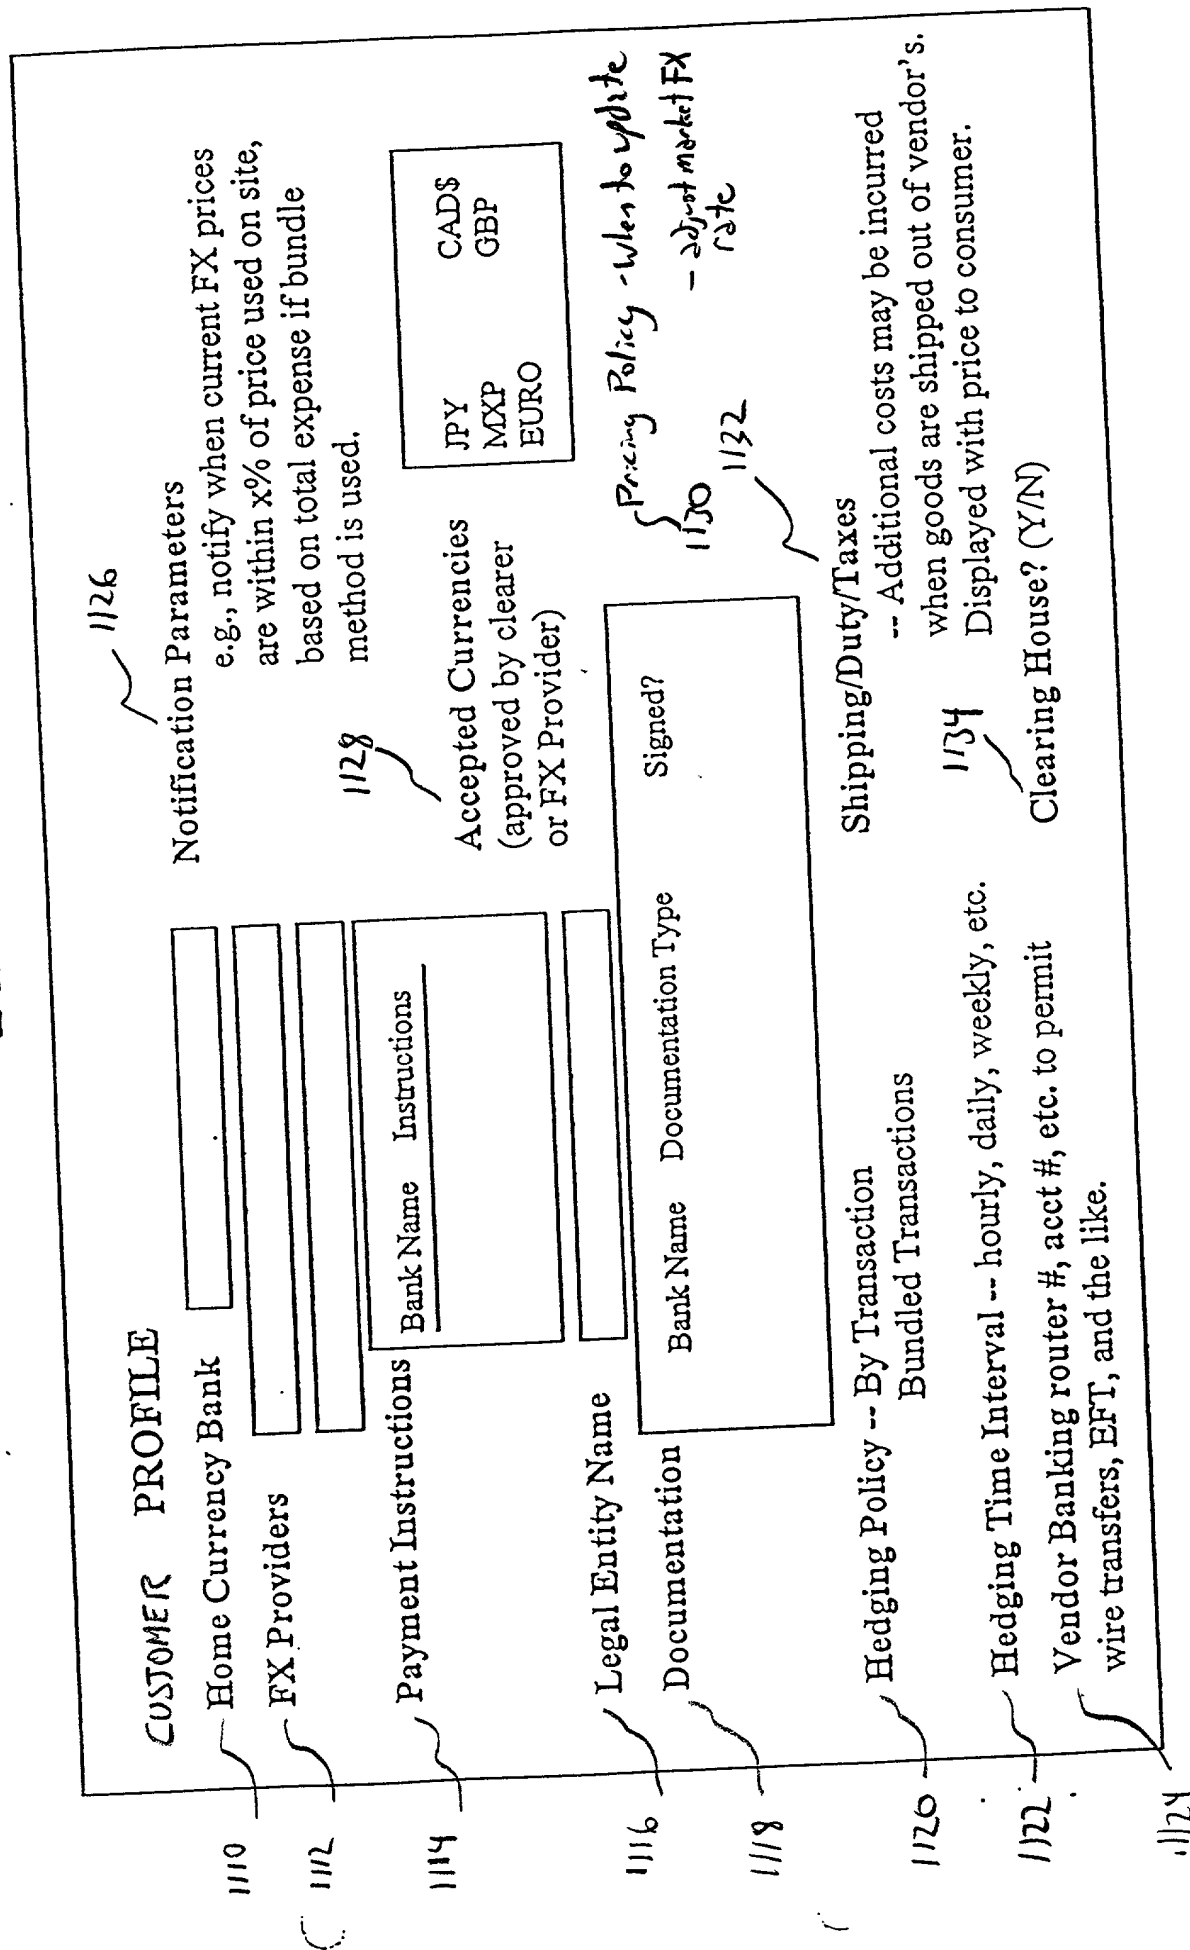 CUSTOMER PROFILE
1110
Home Currency Bank
1112
FX Providers
1114
Payment Instructions
Bank Name Instructions
1116
Legal Entity Name
1118
Documentation
Bank Name Documentation Type Signed?
1120
Hedging Policy -- By Transaction
Bundled Transactions
1122
Hedging Time Interval -- hourly, daily, weekly, etc.
1124
Vendor Banking router #, acct #, etc. to permit
wire transfers, EFT, and the like.
1126
Notification Parameters
e.g., notify when current FX prices
are within x% of price used on site,
based on total expense if bundle
method is used.
1128
Accepted Currencies
(approved by clearer
or FX Provider)
JPY CAD$
MXP GBP
EURO
1130
Pricing Policy - When to update
- adjust market FX
rate
1132
Shipping/Duty/Taxes
-- Additional costs may be incurred
when goods are shipped out of vendor's.
Displayed with price to consumer.
1134
Clearing House? (Y/N)